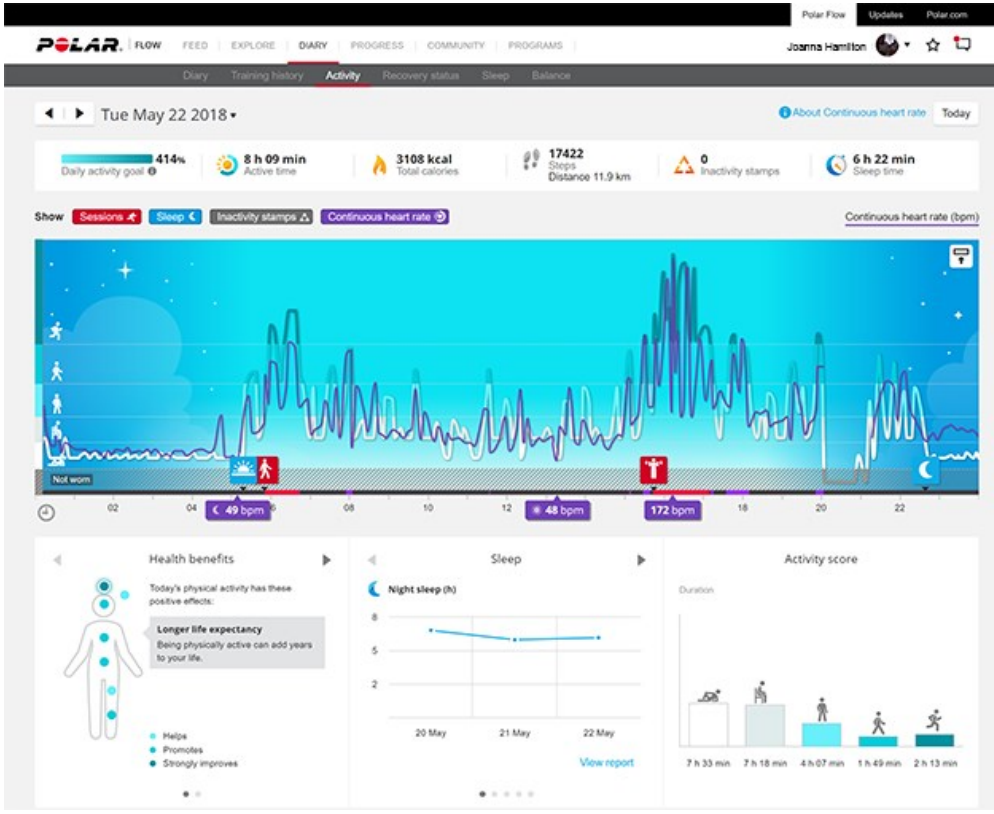 Polar Flow Updates Polar.com
POLAR. FLOW FEED EXPLORE DIARY PROGRESS COMMUNITY PROGRAMS
Joanna Hamilton
Diary Training history Activity Recovery status Sleep Balance
Tue May 22 2018
About Continuous heart rate Today
414%
Daily activity goal
8 h 09 min
Active time
3108 kcal
Total calories
17422
Steps
Distance 11.9 km
0
Inactivity stamps
6 h 22 min
Sleep time
Show Sessions Sleep Inactivity stamps Continuous heart rate
Continuous heart rate (bpm)
Not worn
02 04 49 bpm 6 08 10 12 48 bpm 172 bpm 18 20 22
Health benefits
Today's physical activity has these
positive effects:
Longer life expectancy
Being physically active can add years
to your life.
Helps
Promotes
Strongly improves
Sleep
Night sleep (h)
8
5
2
20 May 21 May 22 May
View report
Activity score
Duration
7 h 33 min 7 h 18 min 4 h 07 min 1 h 49 min 2 h 13 min